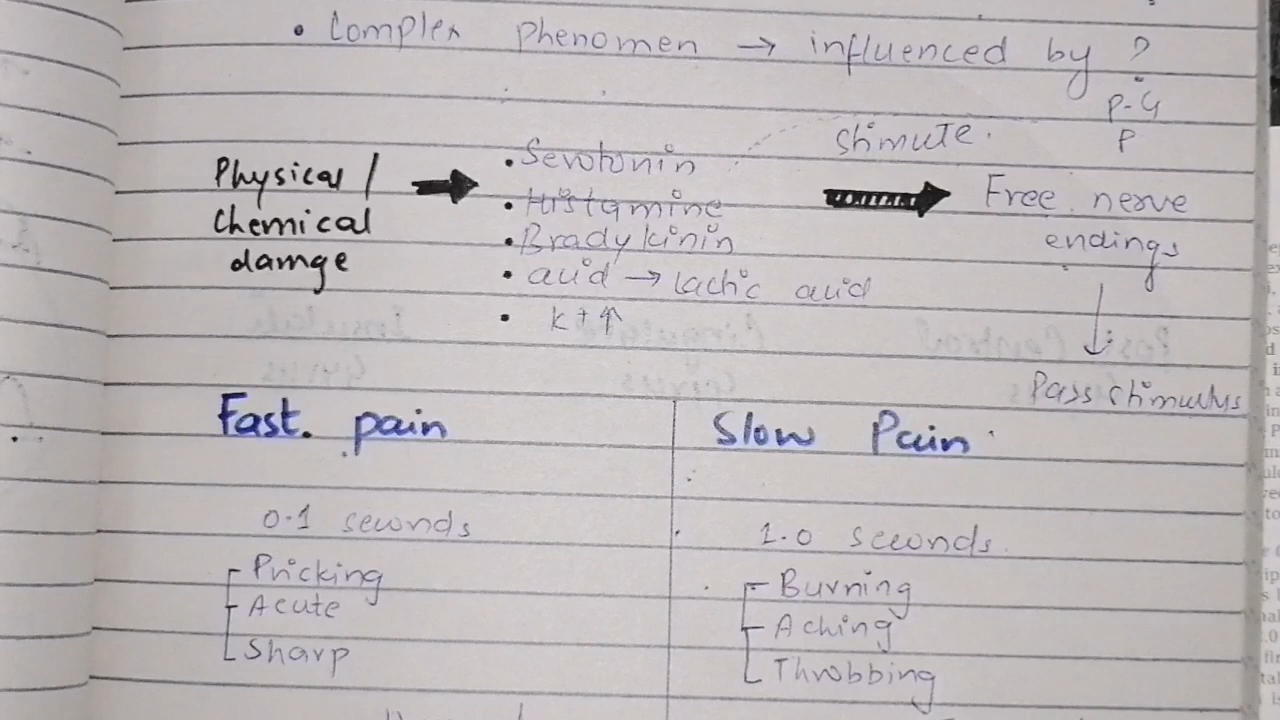 • Complex phenomen → influenced by ?
P-G
P
Physical /
Chemical
damge
• Serotonin
• Histamine
• Bradykinin
• acid → lactic acid
• K+ ↑
stimute.
Free nerve
endings
Pass stimulus
Fast. pain
0.1 seconds
Pricking
Acute
Sharp
Slow Pain
1.0 seconds.
Burning
Aching
Throbbing